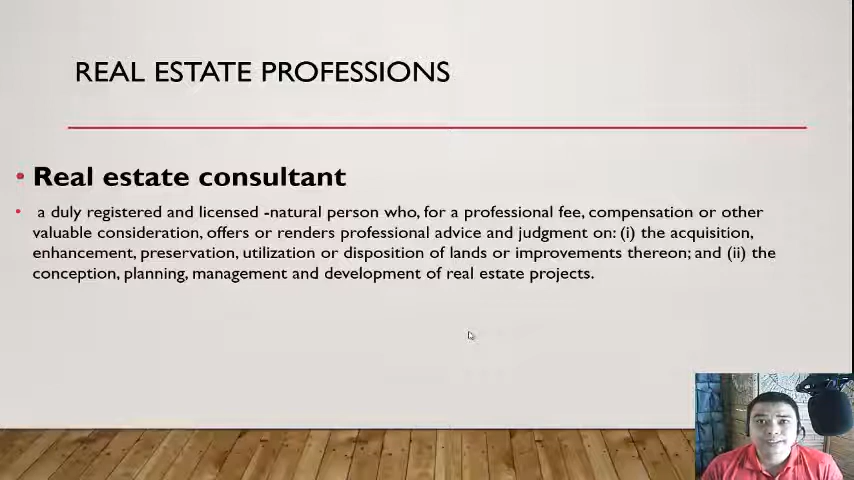 REAL ESTATE PROFESSIONS
• Real estate consultant
• a duly registered and licensed -natural person who, for a professional fee, compensation or other
valuable consideration, offers or renders professional advice and judgment on: (i) the acquisition,
enhancement, preservation, utilization or disposition of lands or improvements thereon; and (ii) the
conception, planning, management and development of real estate projects.